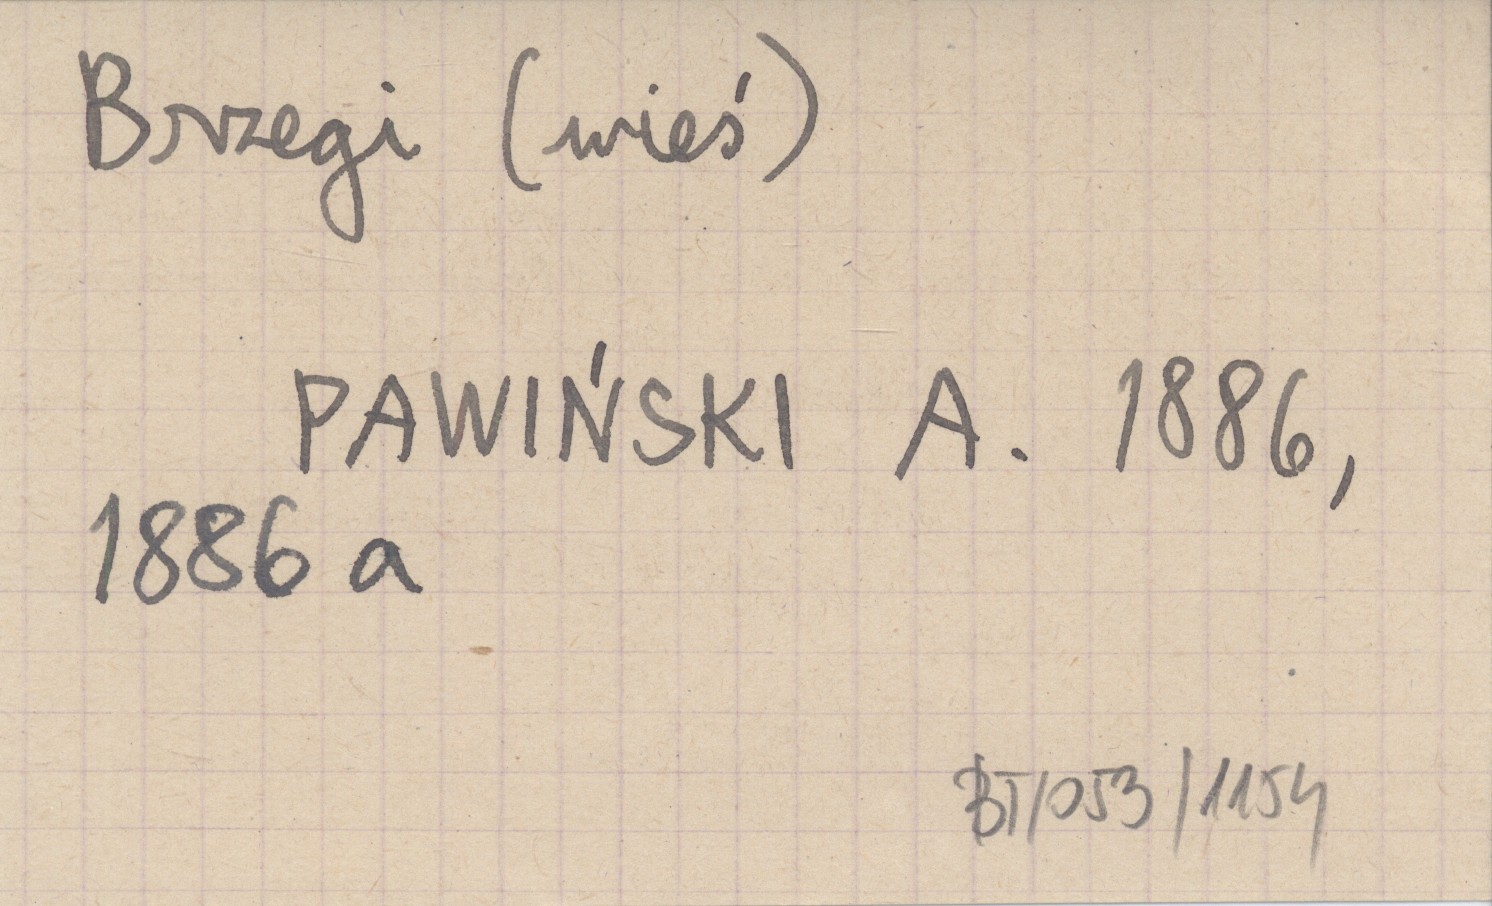 Brzegi (wieś)
PAWIŃSKI A. 1886,
1886 a
BT/053/1154